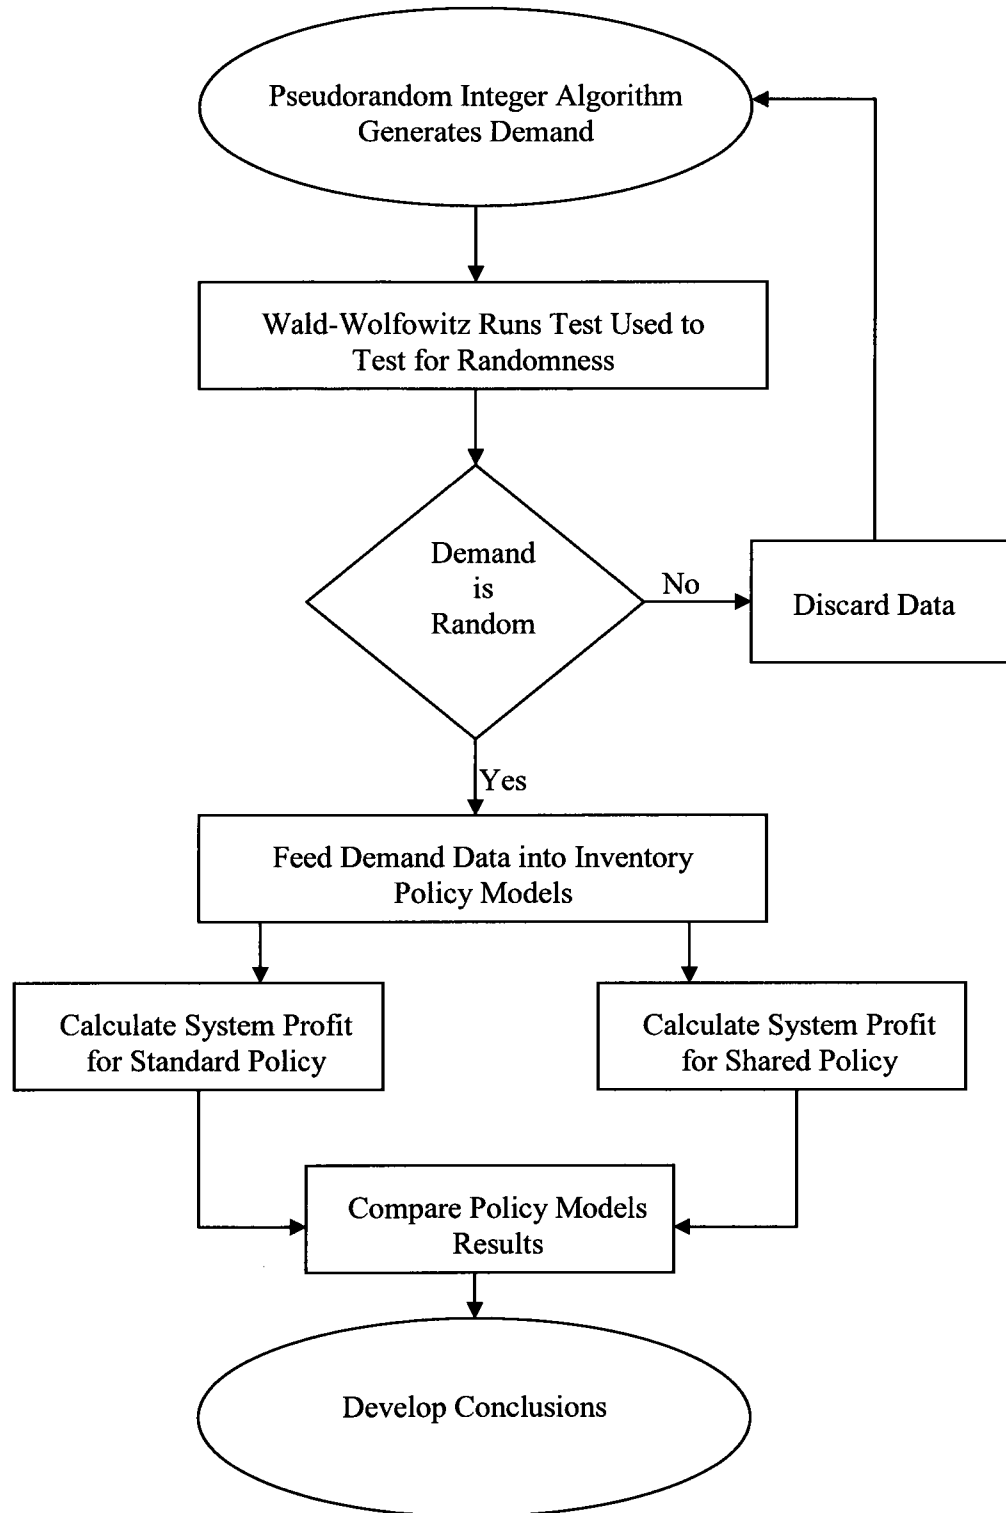 Pseudorandom Integer Algorithm
Generates Demand
Wald-Wolfowitz Runs Test Used to
Test for Randomness
Demand
is
Random
No
Discard Data
Yes
Feed Demand Data into Inventory
Policy Models
Calculate System Profit
for Standard Policy
Calculate System Profit
for Shared Policy
Compare Policy Models
Results
Develop Conclusions